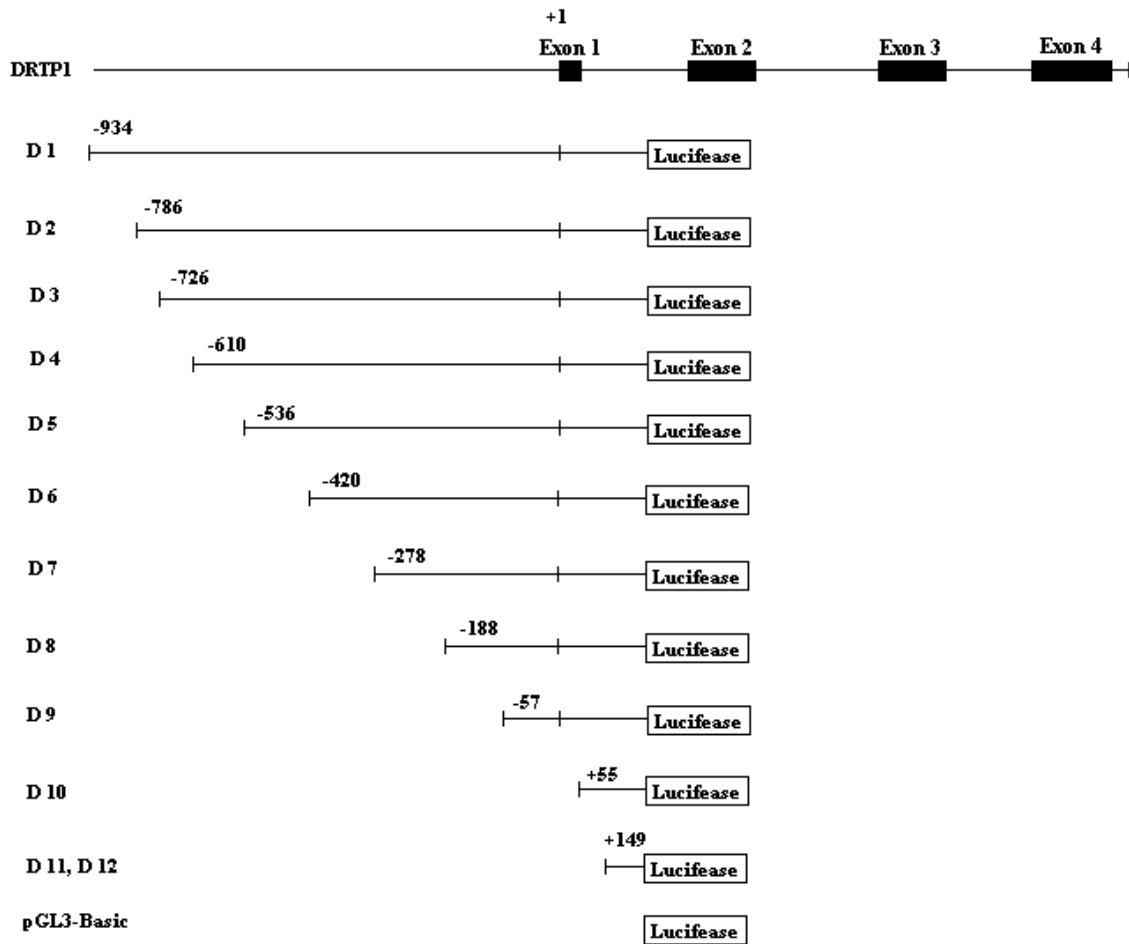 +1
Exon 1 Exon 2 Exon 3 Exon 4
DRTP1
-934
D 1 Lucifease
-786
D 2 Lucifease
-726
D 3 Lucifease
-610
D 4 Lucifease
-536
D 5 Lucifease
-420
D 6 Lucifease
-278
D 7 Lucifease
-188
D 8 Lucifease
-57
D 9 Lucifease
+55
D 10 Lucifease
+149
D 11, D 12 Lucifease
pGL3-Basic Lucifease